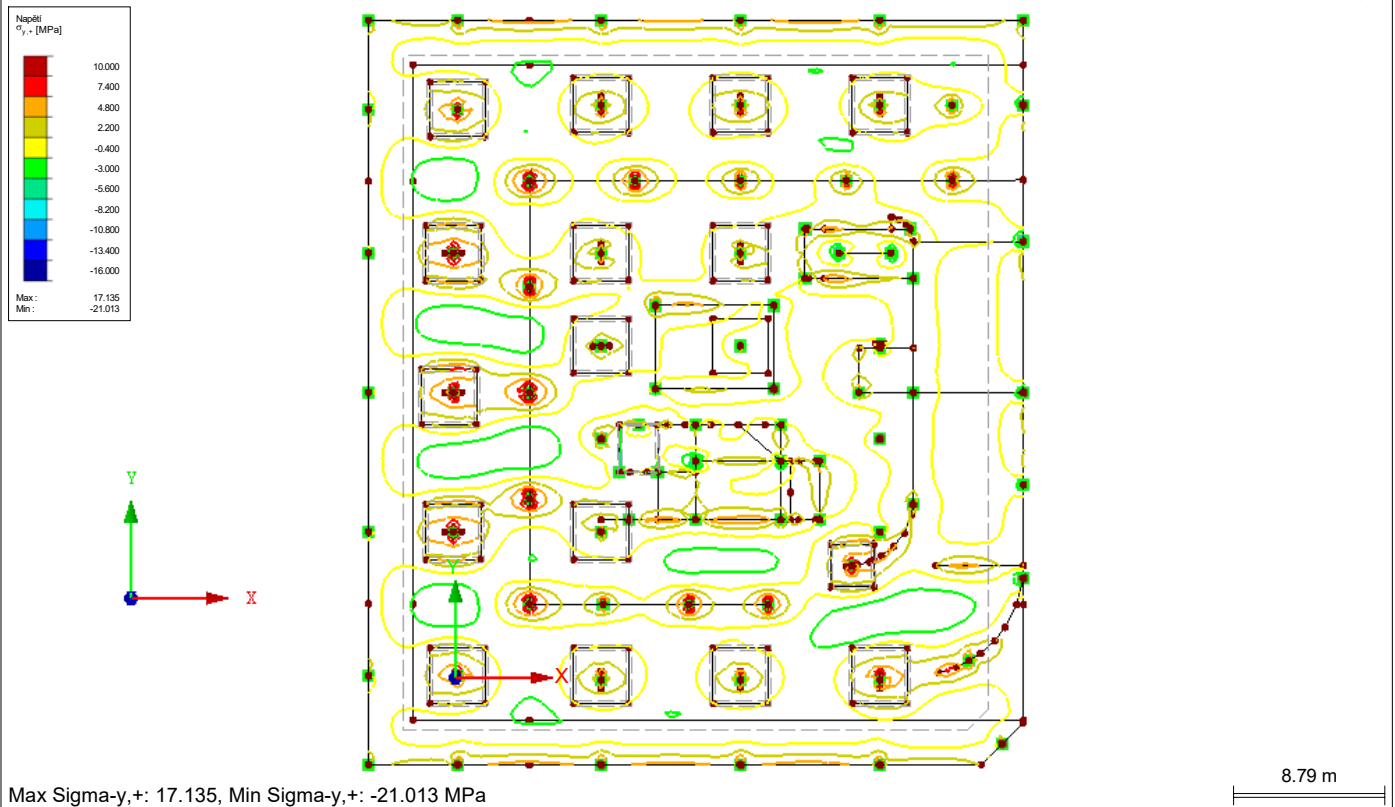 Napětí
σy,+ [MPa]
10.000
7.400
4.800
2.200
-0.400
-3.000
-5.600
-8.200
-10.800
-13.400
-16.000
Max : 17.135
Min : -21.013
Y
X
Y
X
8.79 m
Max Sigma-y,+: 17.135, Min Sigma-y,+: -21.013 MPa